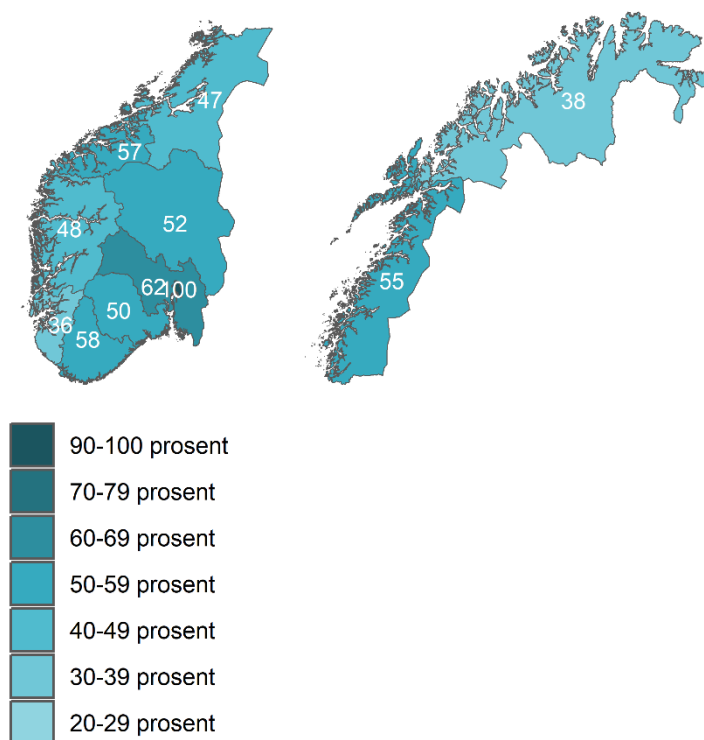 47
38
57
52
48
55
62
100
50
36
58
90-100 prosent
70-79 prosent
60-69 prosent
50-59 prosent
40-49 prosent
30-39 prosent
20-29 prosent